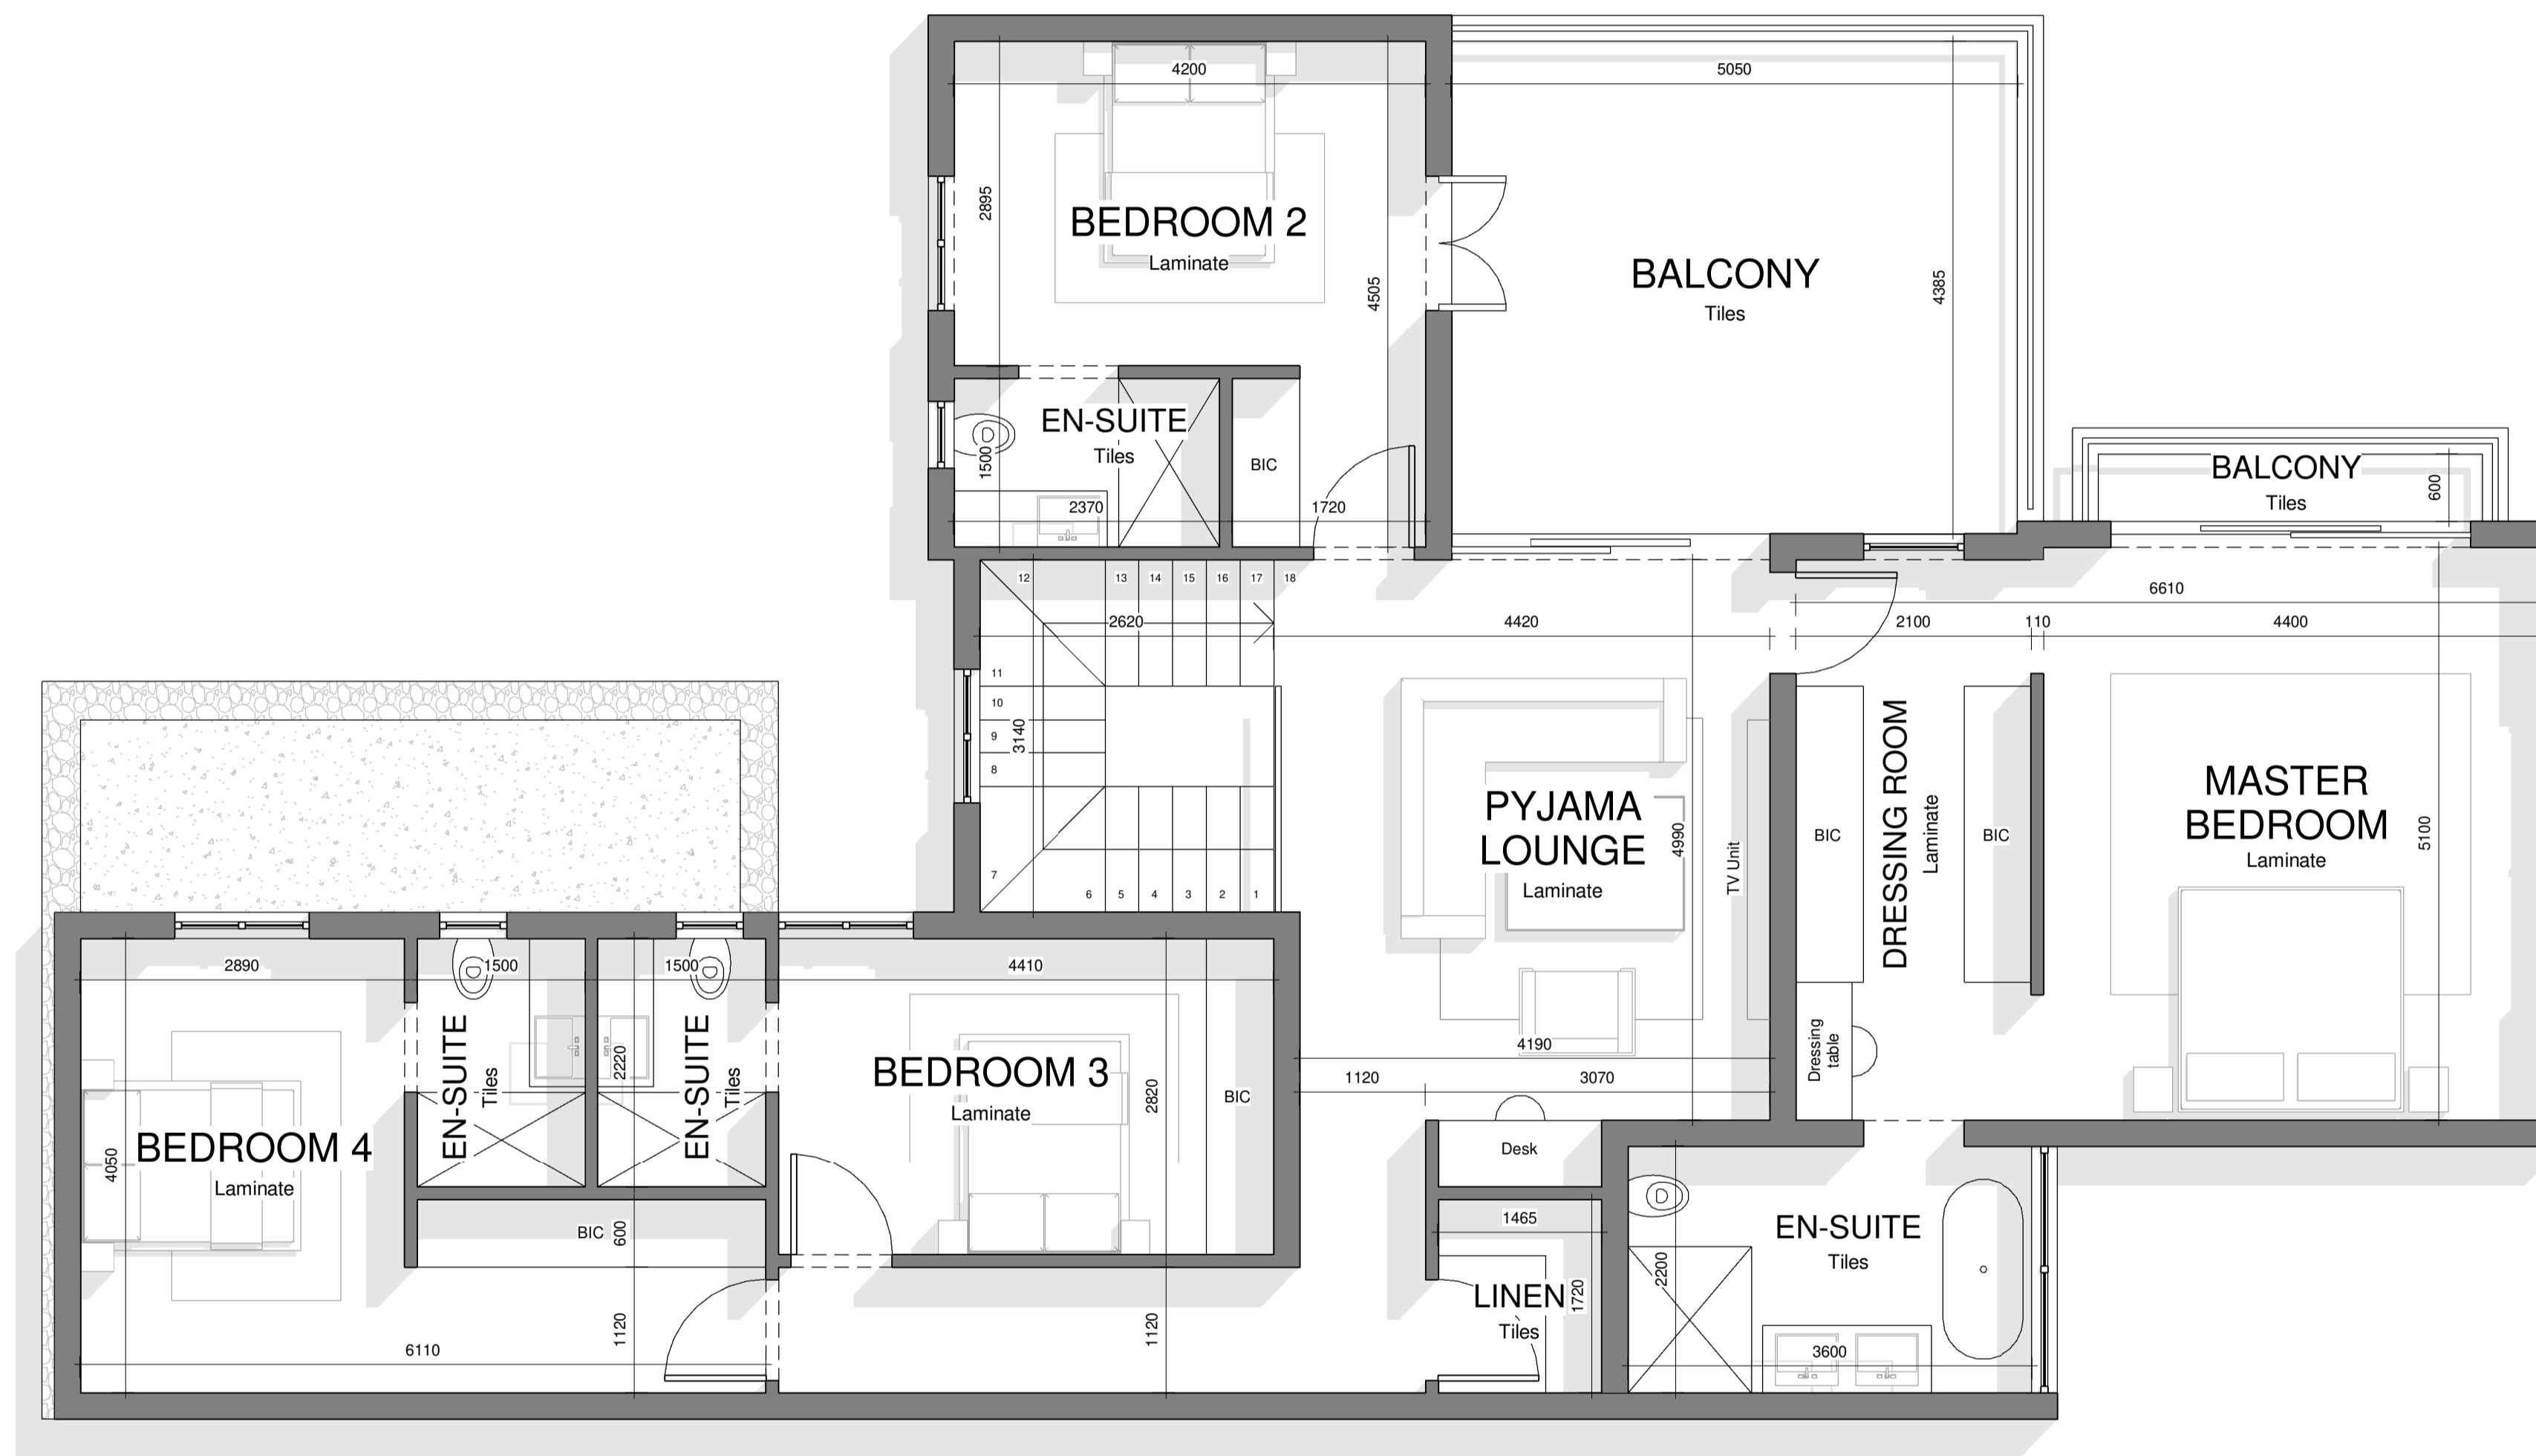 4200
5050
2895
BEDROOM 2
Laminate
4505
BALCONY
Tiles
4385
EN-SUITE
Tiles
1500
BIC
2370
1720
BALCONY
Tiles
600
12
13
14
15
16
17
18
2620
4420
6610
2100
110
4400
11
10
9
8
3140
7
6
5
4
3
2
1
PYJAMA
LOUNGE
Laminate
4990
TV Unit
BIC
DRESSING ROOM
Laminate
BIC
MASTER
BEDROOM
Laminate
5100
2890
1500
1500
4410
EN-SUITE
Tiles
2220
EN-SUITE
Tiles
BEDROOM 3
Laminate
2820
BIC
4190
1120
3070
Dressing
table
BEDROOM 4
Laminate
4050
Desk
BIC
600
1465
LINEN
Tiles
1720
2200
EN-SUITE
Tiles
6110
1120
1120
3600